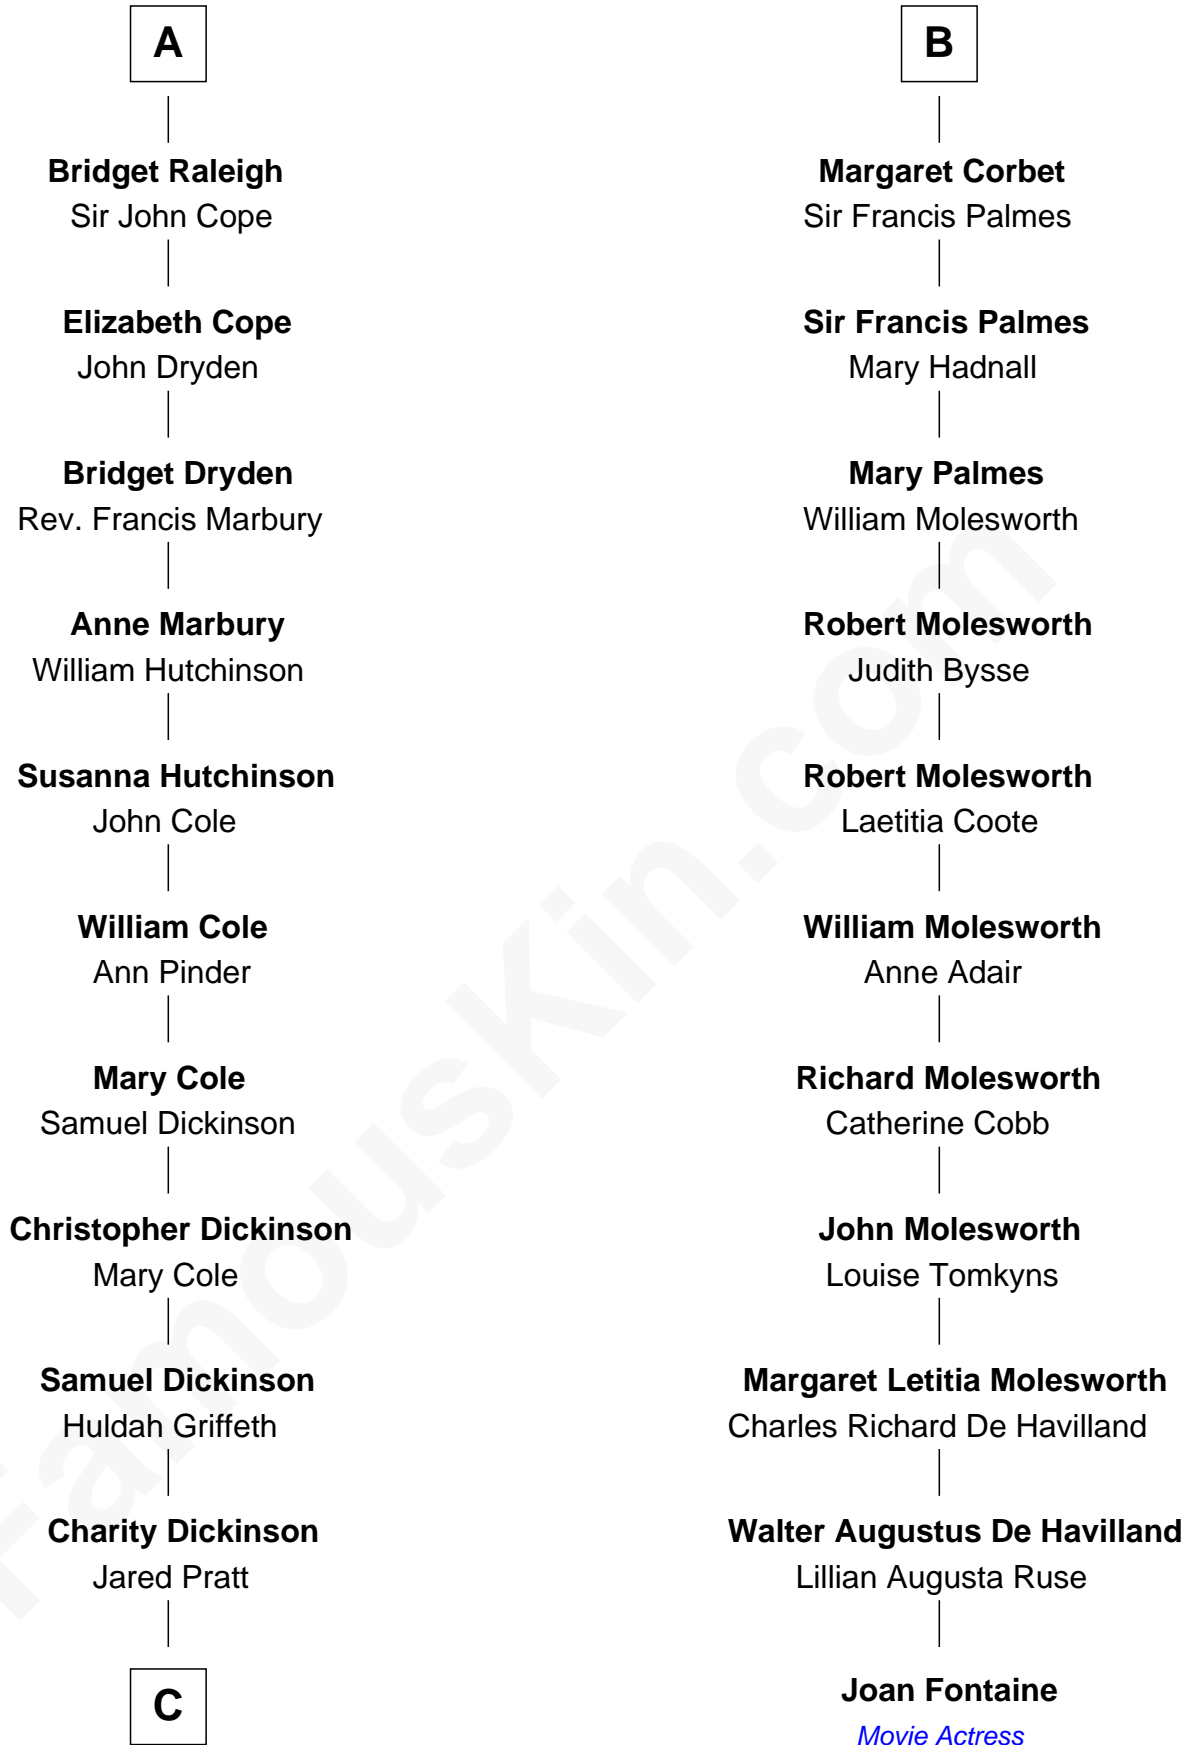 A
Bridget Raleigh
Sir John Cope
Elizabeth Cope
John Dryden
Bridget Dryden
Rev. Francis Marbury
Anne Marbury
William Hutchinson
Susanna Hutchinson
John Cole
William Cole
Ann Pinder
Mary Cole
Samuel Dickinson
Christopher Dickinson
Mary Cole
Samuel Dickinson
Huldah Griffeth
Charity Dickinson
Jared Pratt
C
B
Margaret Corbet
Sir Francis Palmes
Sir Francis Palmes
Mary Hadnall
Mary Palmes
William Molesworth
Robert Molesworth
Judith Bysse
Robert Molesworth
Laetitia Coote
William Molesworth
Anne Adair
Richard Molesworth
Catherine Cobb
John Molesworth
Louise Tomkyns
Margaret Letitia Molesworth
Charles Richard De Havilland
Walter Augustus De Havilland
Lillian Augusta Ruse
Joan Fontaine
Movie Actress
FamousKin.com